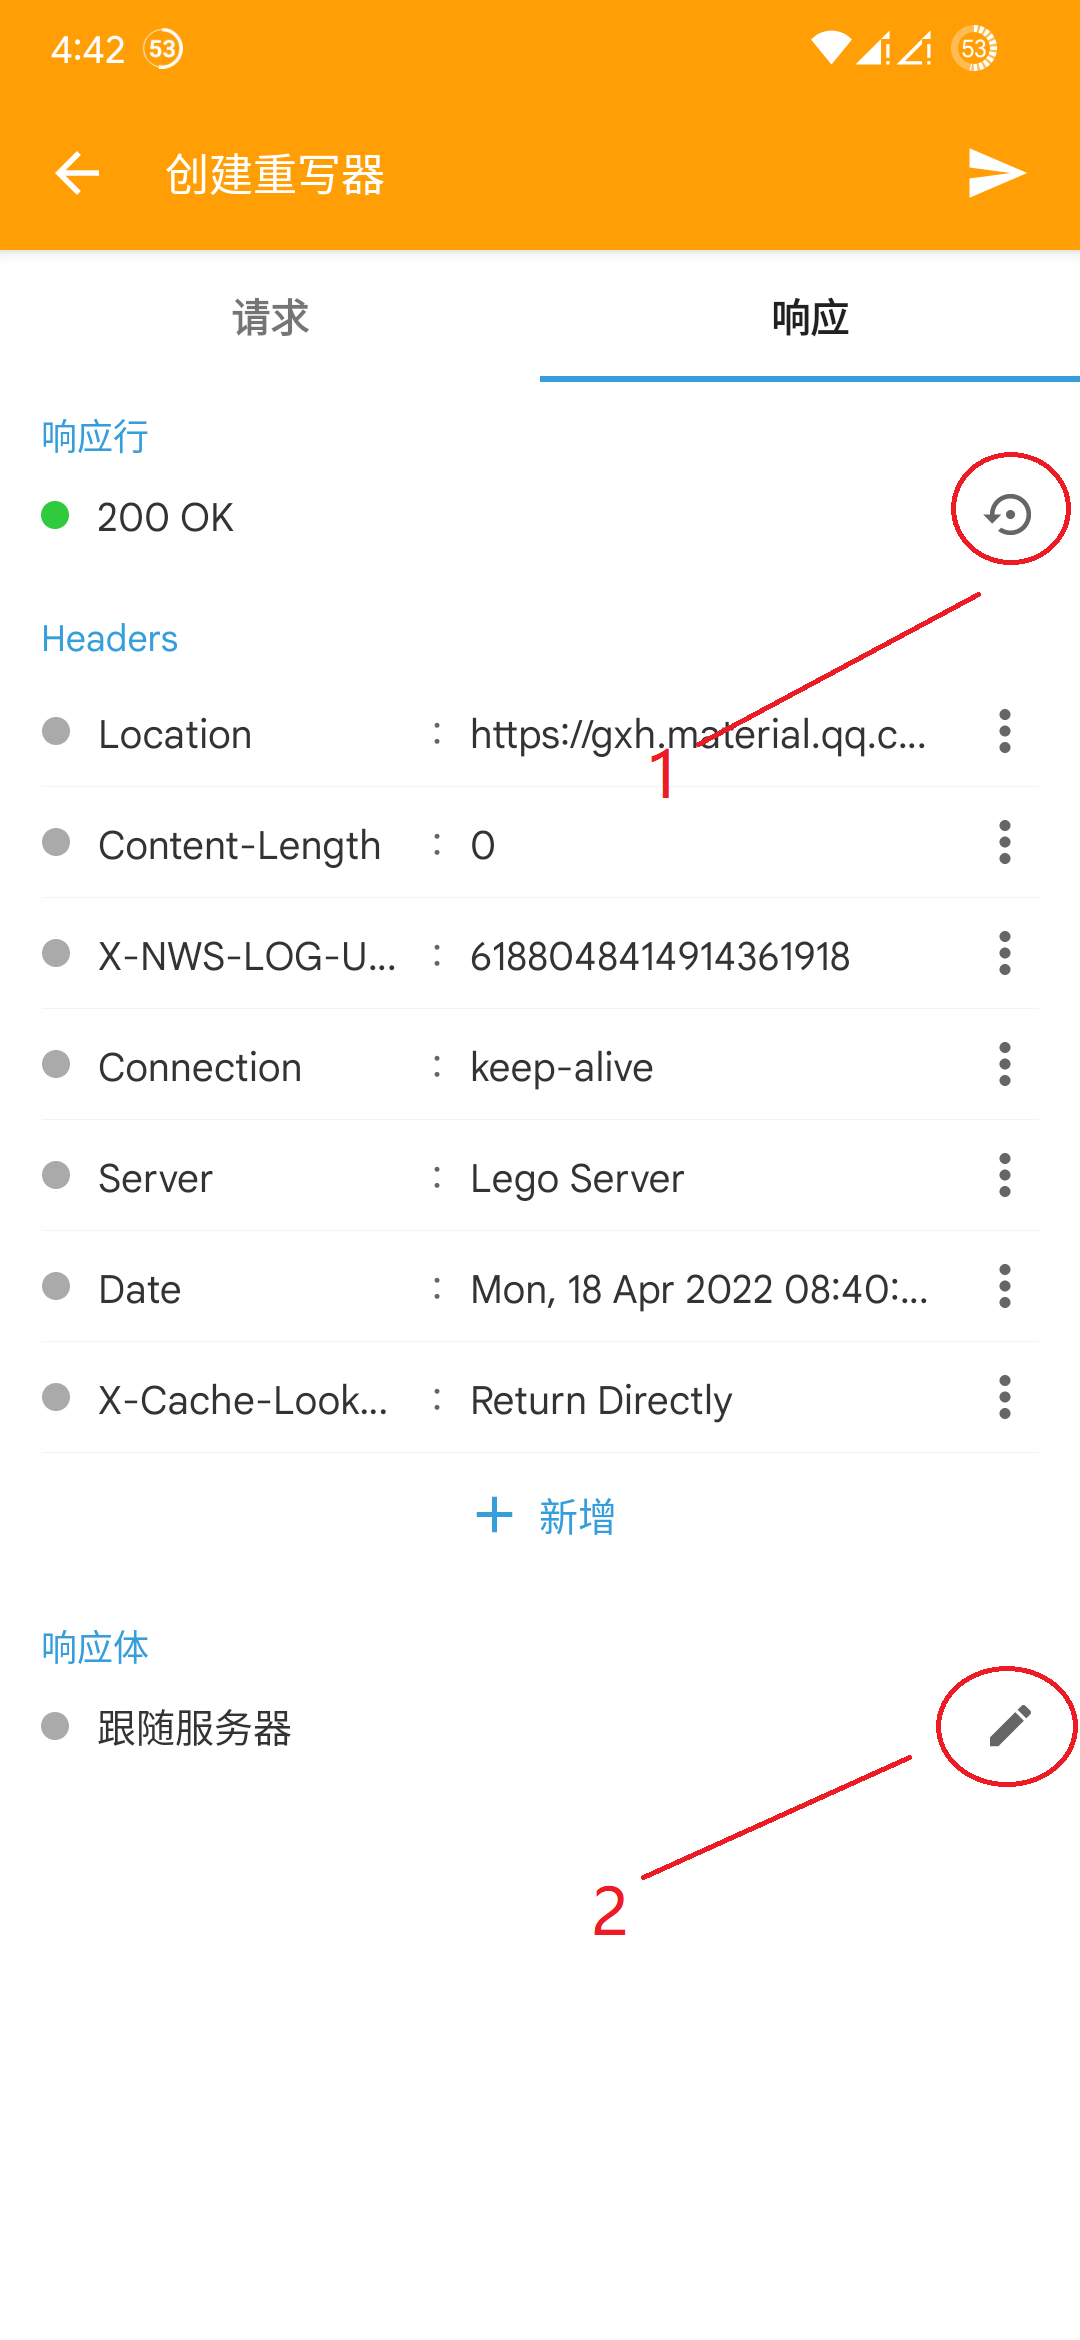 4:42 53 53
创建重写器
请求 响应
响应行
200 OK
Headers
Location : https://gxh.material.qq.c...
1
Content-Length : 0
X-NWS-LOG-U... : 6188048414914361918
Connection : keep-alive
Server : Lego Server
Date : Mon, 18 Apr 2022 08:40:...
X-Cache-Look... : Return Directly
+ 新增
响应体
跟随服务器
2